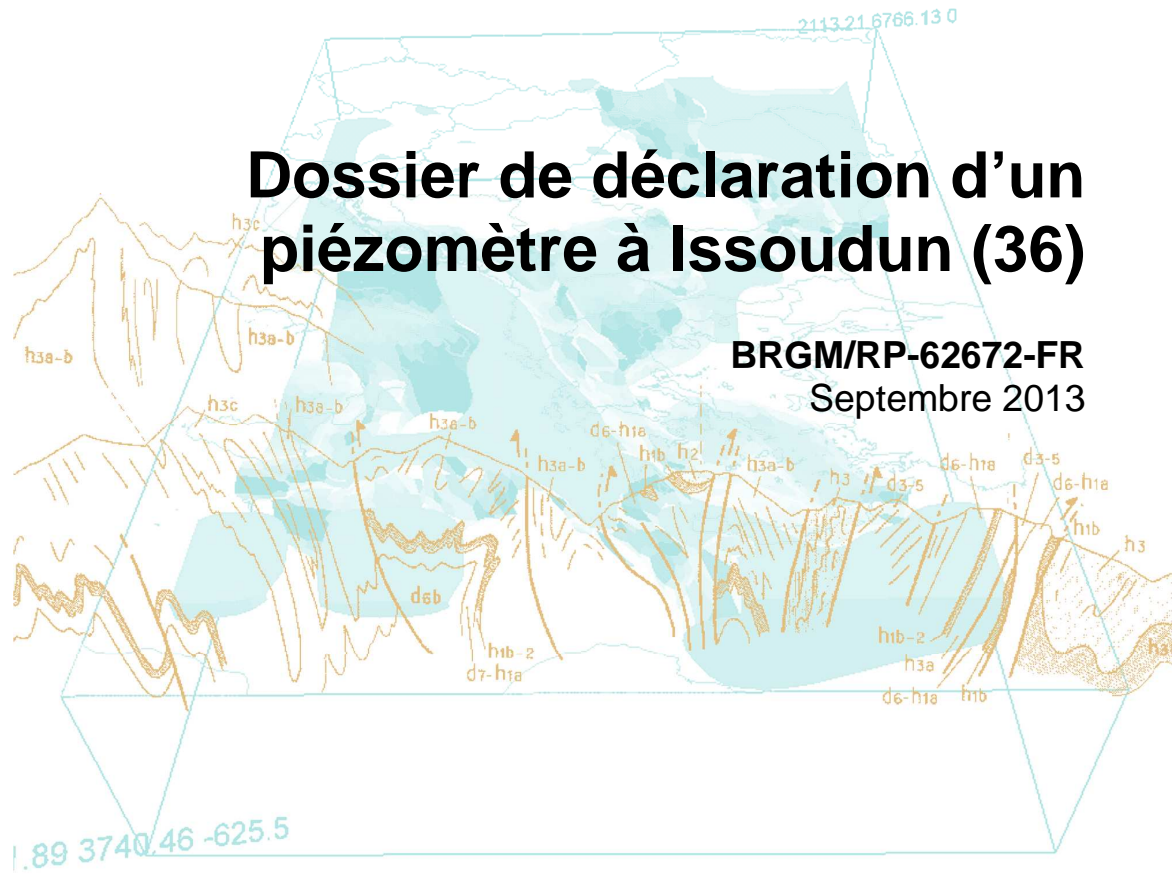 2113.21 6766.13 0
Dossier de déclaration d'un
piézomètre à Issoudun (36)
BRGM/RP-62672-FR
Septembre 2013
h3c
h3a-b
h3a-b
h3c
h3a-b
h3a-b
d6-h1a
h1b
h2
h3a-b
h3a-b
h3
d3-5
d6-h1a
d3-5
d6-h1a
h1b
h3
d6b
h1b-2
d7-h1a
h1b-2
h3a
d6-h1a
h1b
.89 3740.46 -625.5